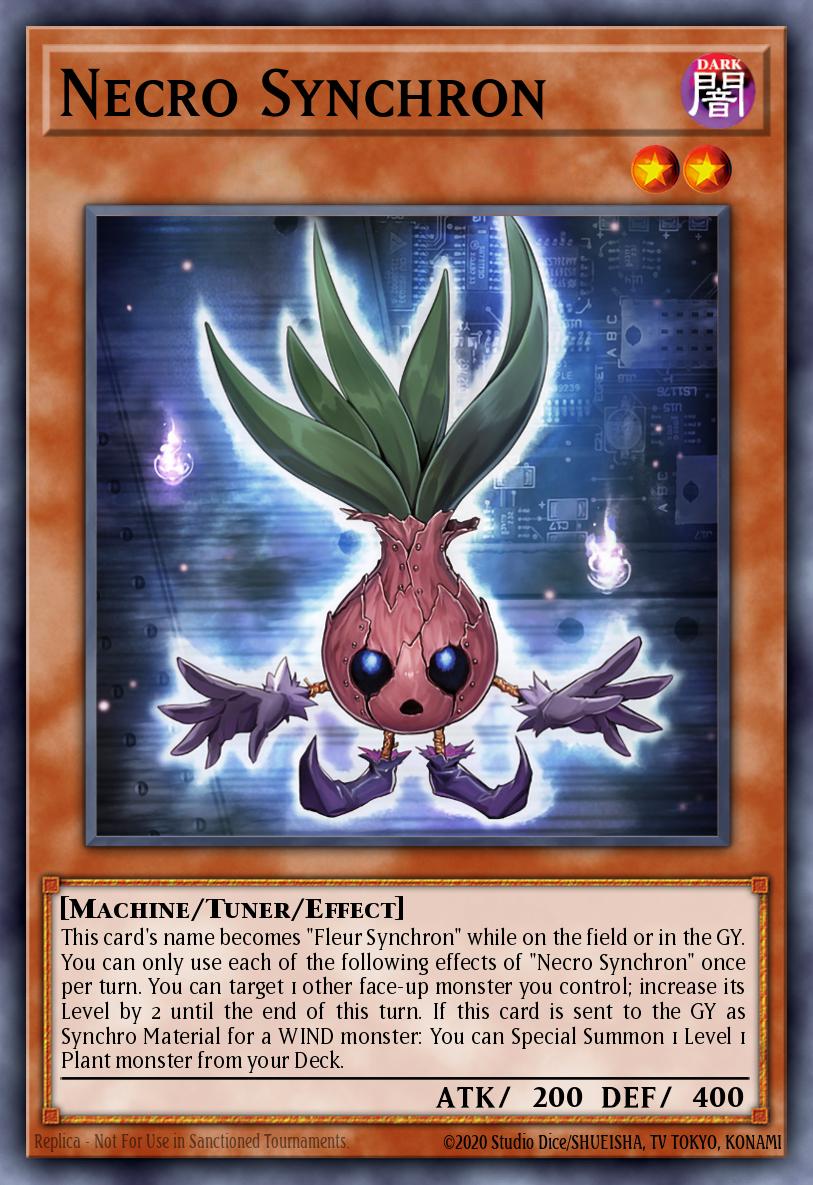 Necro Synchron
DARK
闇
[Machine/Tuner/Effect]
This card's name becomes "Fleur Synchron" while on the field or in the GY.
You can only use each of the following effects of "Necro Synchron" once
per turn. You can target 1 other face-up monster you control; increase its
Level by 2 until the end of this turn. If this card is sent to the GY as
Synchro Material for a WIND monster: You can Special Summon 1 Level 1
Plant monster from your Deck.
ATK/ 200 DEF/ 400
Replica - Not For Use in Sanctioned Tournaments.
©2020 Studio Dice/SHUEISHA, TV TOKYO, KONAMI